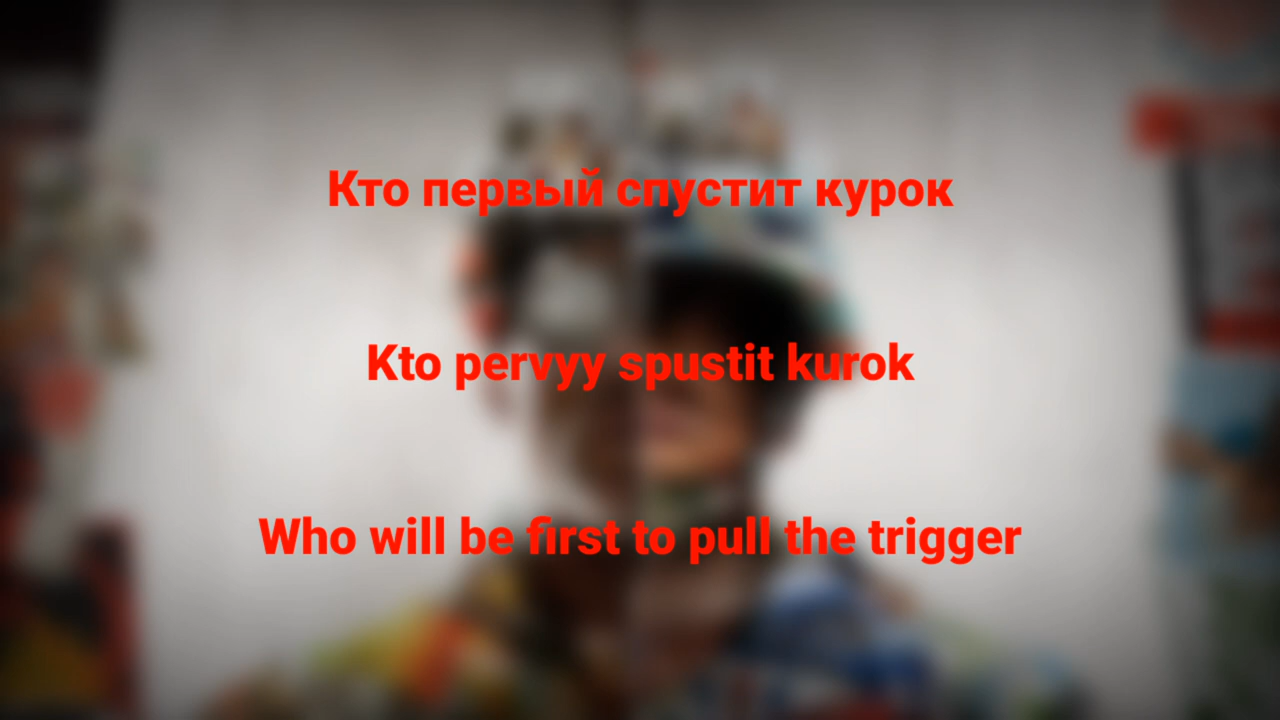 Кто первый спустит курок
Kto pervyy spustit kurok
Who will be first to pull the trigger